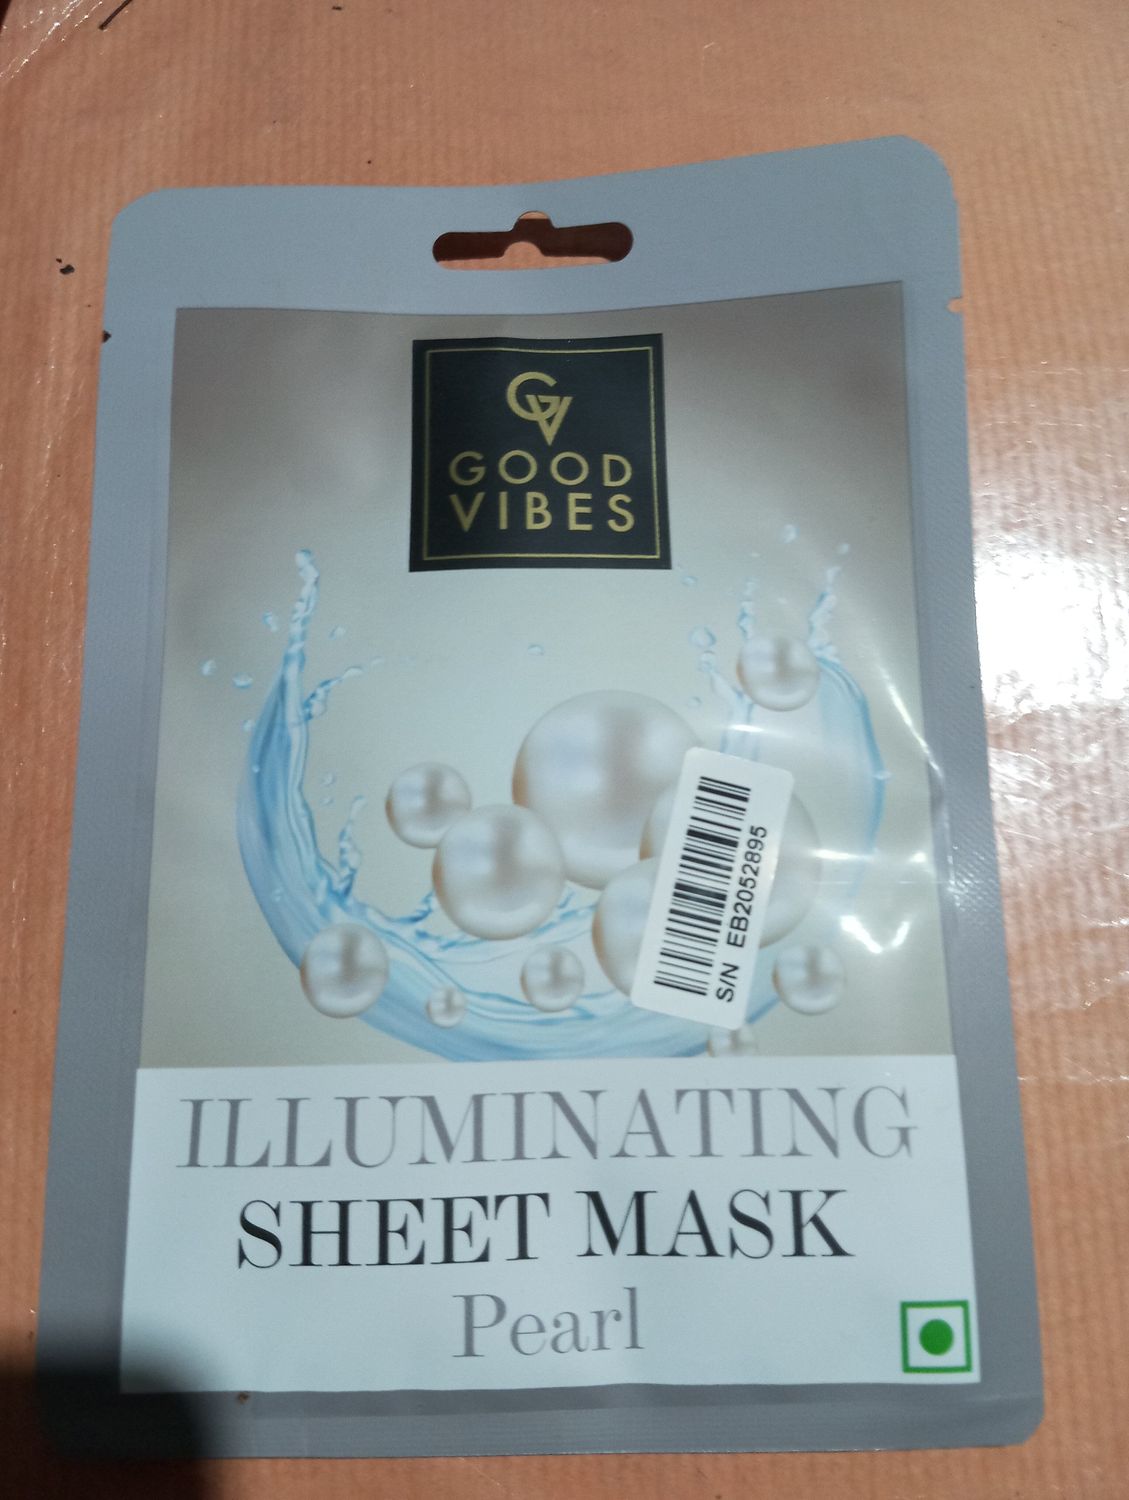 GV
GOOD
VIBES
S/N EB2052895
ILLUMINATING
SHEET MASK
Pearl